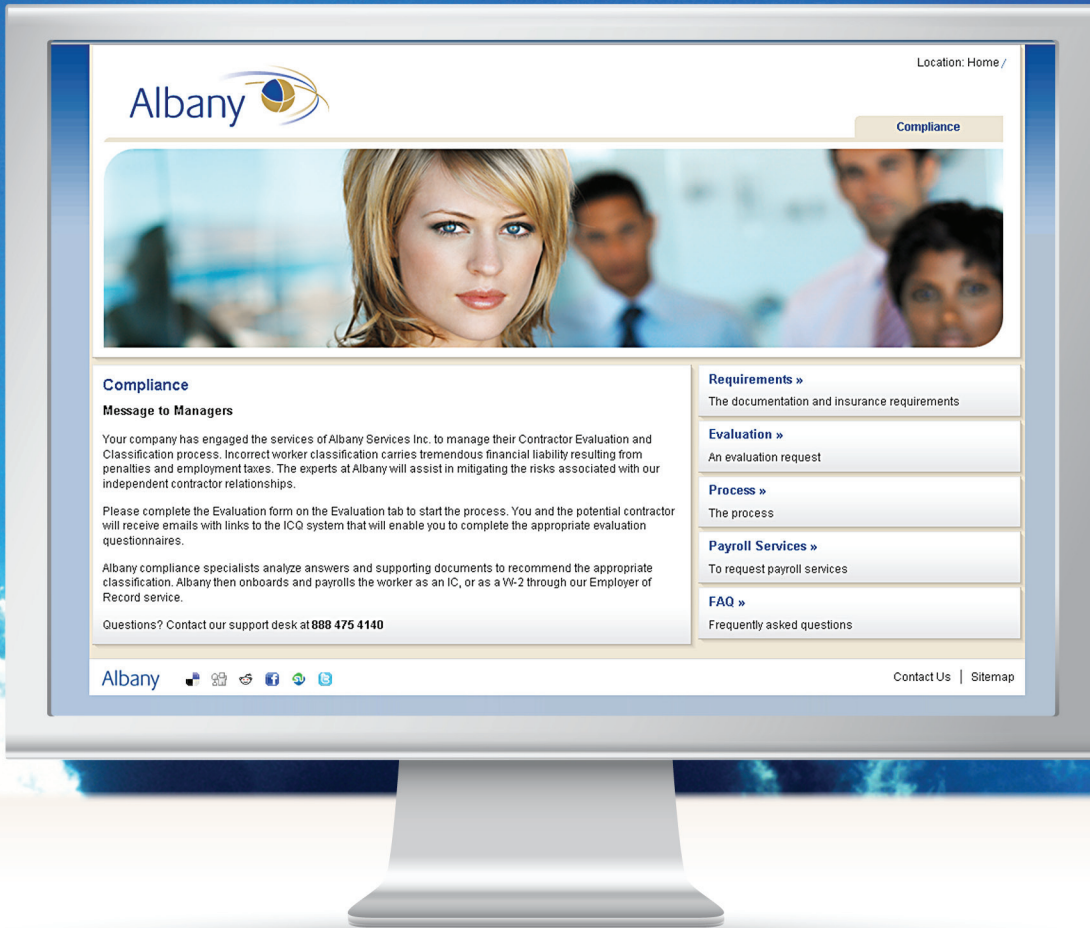 Location: Home /
Albany
Compliance
Compliance
Message to Managers
Your company has engaged the services of Albany Services Inc. to manage their Contractor Evaluation and
Classification process. Incorrect worker classification carries tremendous financial liability resulting from
penalties and employment taxes. The experts at Albany will assist in mitigating the risks associated with our
independent contractor relationships.
Please complete the Evaluation form on the Evaluation tab to start the process. You and the potential contractor
will receive emails with links to the ICQ system that will enable you to complete the appropriate evaluation
questionnaires.
Albany compliance specialists analyze answers and supporting documents to recommend the appropriate
classification. Albany then onboards and payrolls the worker as an IC, or as a W-2 through our Employer of
Record service.
Questions? Contact our support desk at 888 475 4140
Requirements »
The documentation and insurance requirements
Evaluation »
An evaluation request
Process »
The process
Payroll Services »
To request payroll services
FAQ »
Frequently asked questions
Albany
Contact Us | Sitemap